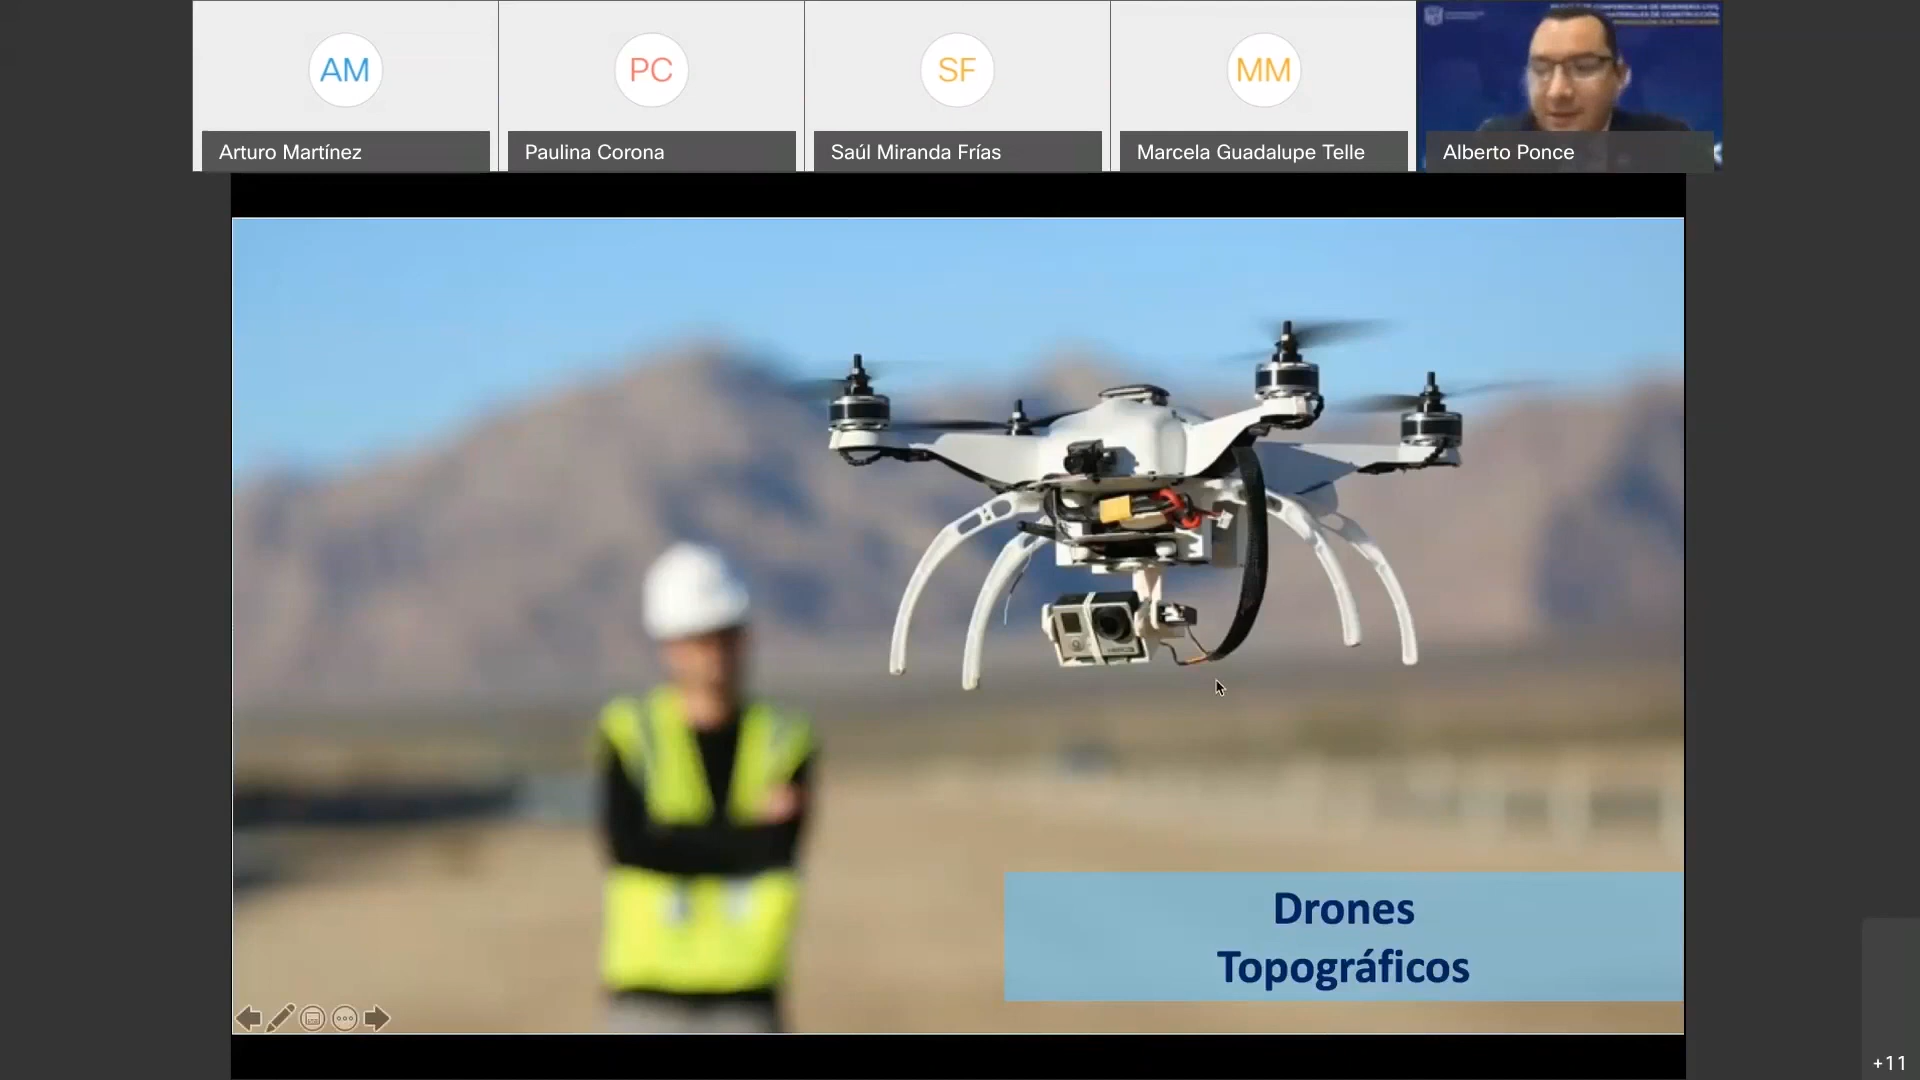 AM
PC
SF
MM
Arturo Martínez
Paulina Corona
Saúl Miranda Frías
Marcela Guadalupe Telle
Alberto Ponce
Drones
Topográficos
+11